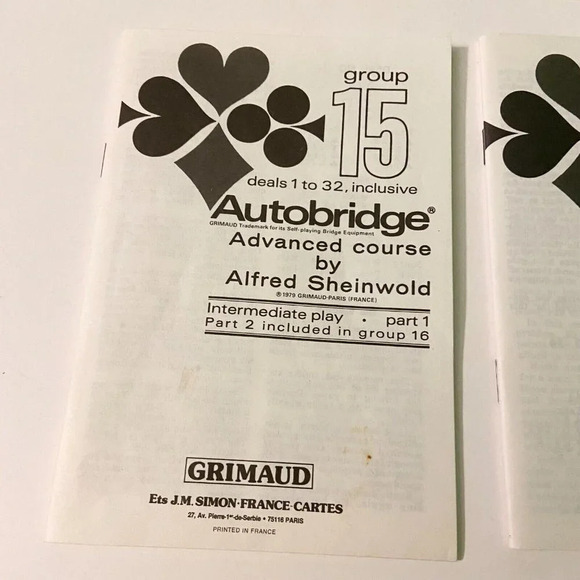 group
15
deals 1 to 32, inclusive
Autobridge®
GRIMAUD Trademark for its Self-playing Bridge Equipment
Advanced course
by
Alfred Sheinwold
©1979 GRIMAUD-PARIS (FRANCE)
Intermediate play • part 1
Part 2 included in group 16
GRIMAUD
Ets J.M. SIMON·FRANCE-CARTES
27, Av. Pierre-1er-de-Serbie • 75116 PARIS
PRINTED IN FRANCE